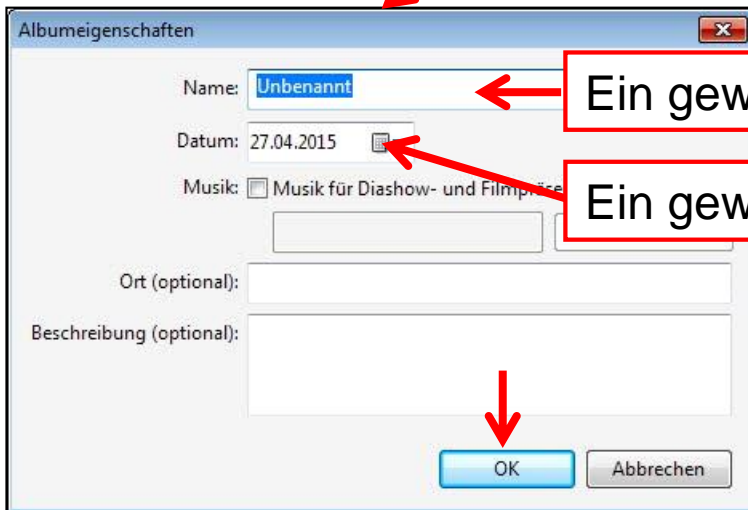 Albumeigenschaften
Name: Unbenannt
Ein gew
Datum: 27.04.2015
Musik: Musik für Diashow- und Filmpräse
Ein gew
Ort (optional):
Beschreibung (optional):
OK Abbrechen